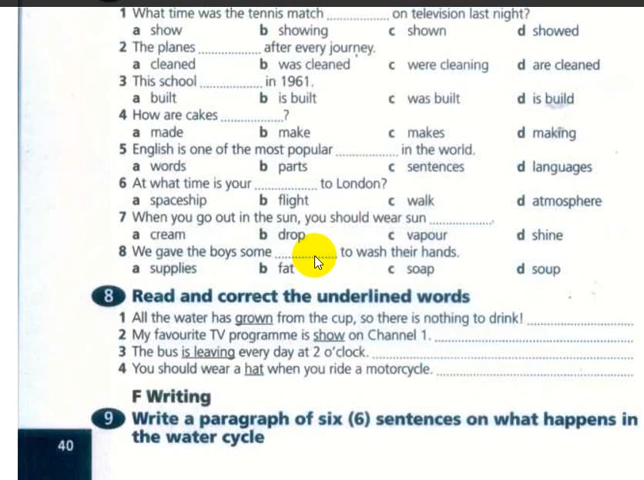 1 What time was the tennis match .............. on television last night?
a show b showing c shown d showed
2 The planes .............. after every journey.
a cleaned b was cleaned c were cleaning d are cleaned
3 This school .............. in 1961.
a built b is built c was built d is build
4 How are cakes ..............?
a made b make c makes d making
5 English is one of the most popular .............. in the world.
a words b parts c sentences d languages
6 At what time is your .............. to London?
a spaceship b flight c walk d atmosphere
7 When you go out in the sun, you should wear sun ..............
a cream b drop c vapour d shine
8 We gave the boys some .............. to wash their hands.
a supplies b fat c soap d soup
8 Read and correct the underlined words
1 All the water has grown from the cup, so there is nothing to drink! ..............
2 My favourite TV programme is show on Channel 1. ..............
3 The bus is leaving every day at 2 o'clock. ..............
4 You should wear a hat when you ride a motorcycle. ..............
F Writing
9 Write a paragraph of six (6) sentences on what happens in
the water cycle
40